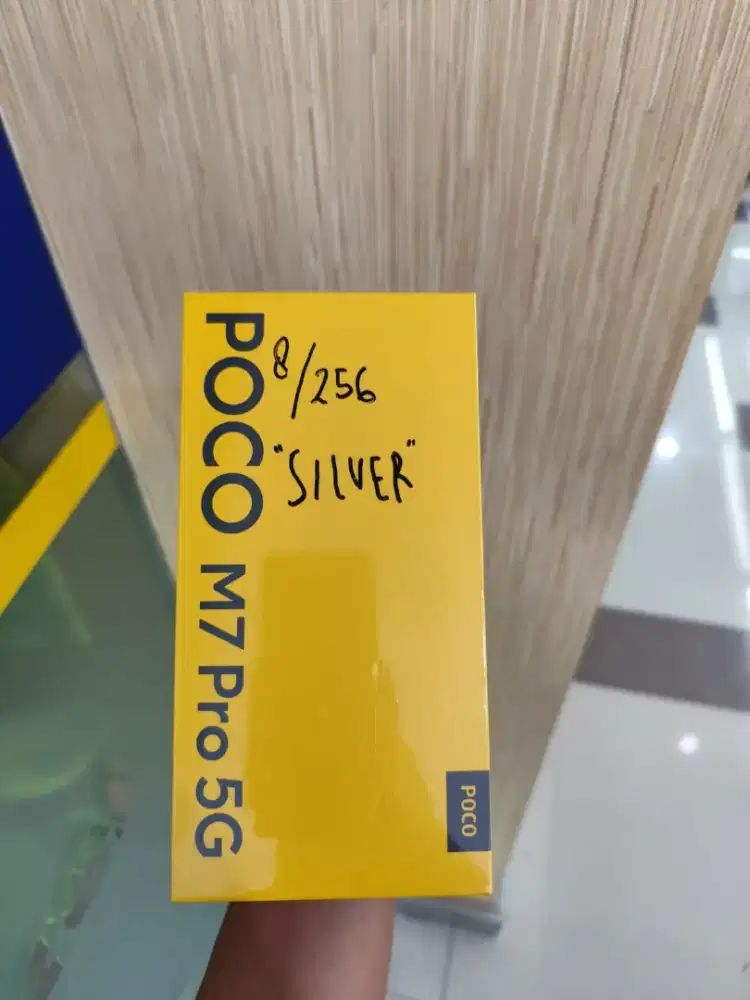 POCO M7 Pro 5G
8/256
"SILVER"
POCO